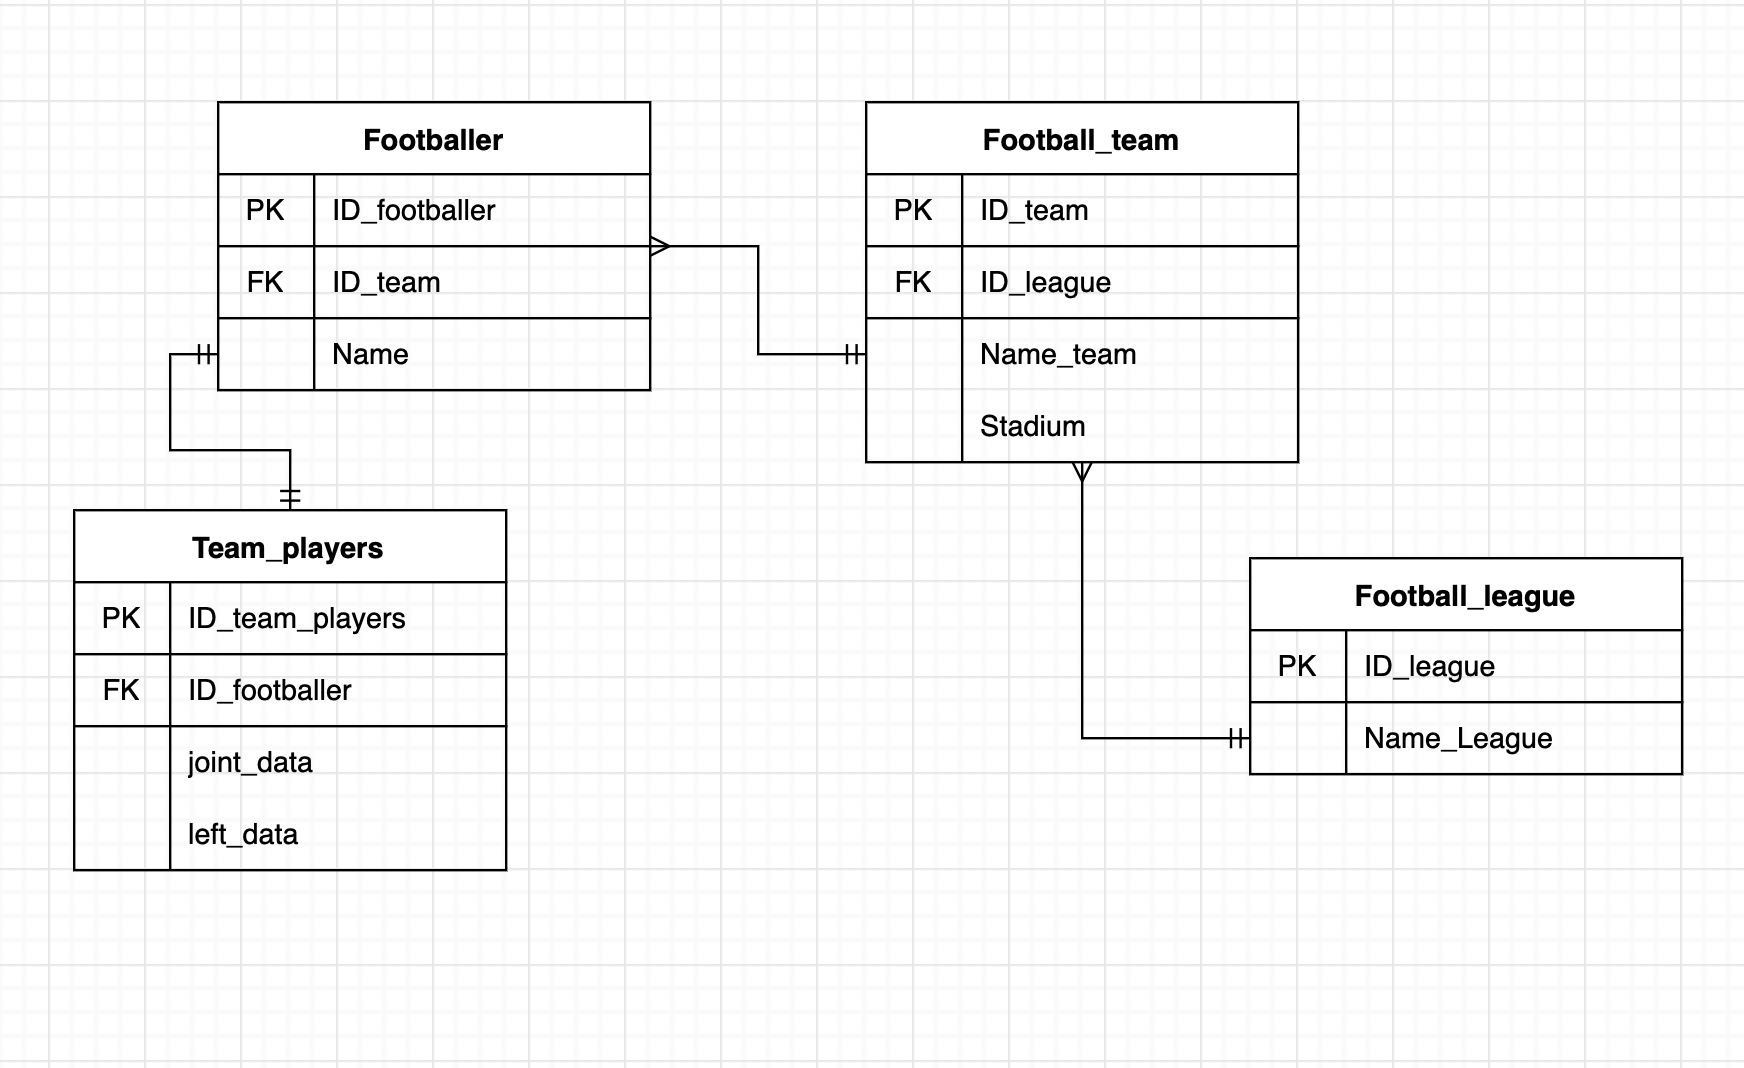 Footballer
PK ID_footballer
FK ID_team
Name
Football_team
PK ID_team
FK ID_league
Name_team
Stadium
Team_players
PK ID_team_players
FK ID_footballer
joint_data
left_data
Football_league
PK ID_league
Name_League